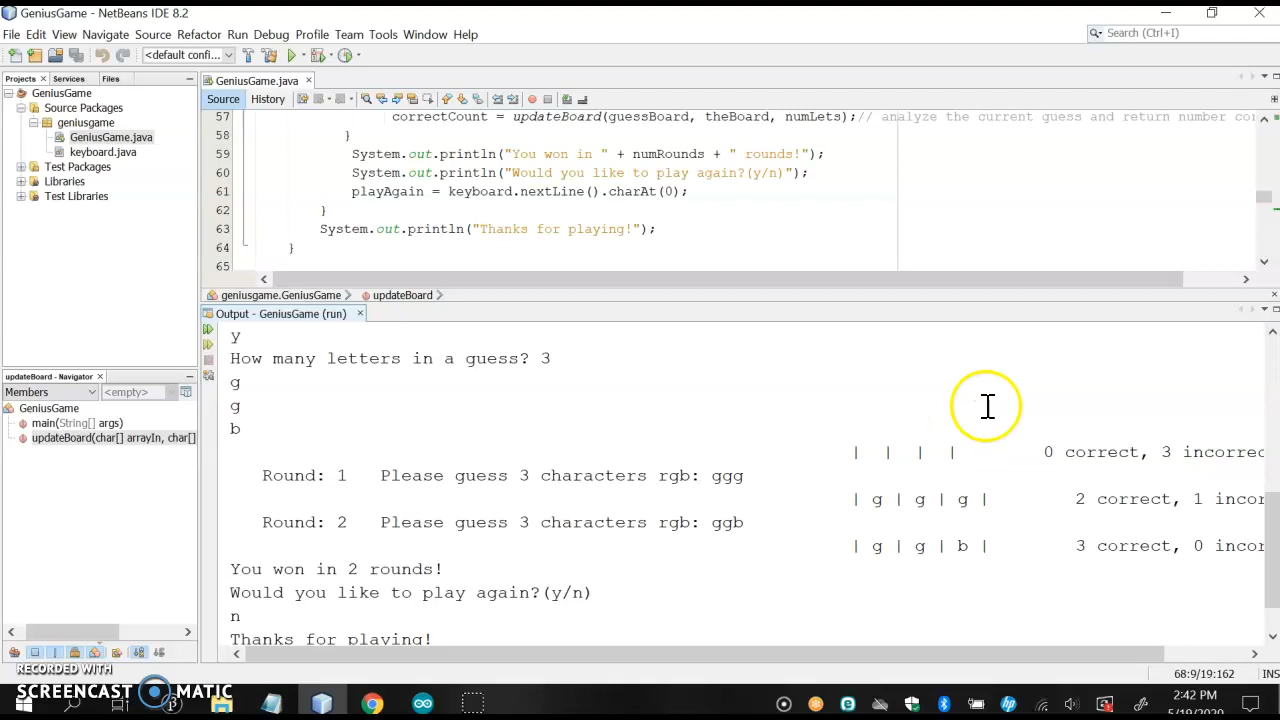 GeniusGame - NetBeans IDE 8.2
File Edit View Navigate Source Refactor Run Debug Profile Team Tools Window Help
Search (Ctrl+I)
<default confi...
Projects Services Files
GeniusGame.java
GeniusGame
Source Packages
geniusgame
GeniusGame.java
keyboard.java
Test Packages
Libraries
Test Libraries
Source History
57 correctCount = updateBoard(guessBoard, theBoard, numLets);// analyze the current guess and return number cor
58 }
59 System.out.println("You won in " + numRounds + " rounds!");
60 System.out.println("Would you like to play again?(y/n)");
61 playAgain = keyboard.nextLine().charAt(0);
62 }
63 System.out.println("Thanks for playing!");
64 }
65
geniusgame.GeniusGame updateBoard
Output - GeniusGame (run)
updateBoard - Navigator
Members <empty>
GeniusGame
main(String[] args)
updateBoard(char[] arrayIn, char[]
y
How many letters in a guess? 3
g
g
b
| | | | 0 correct, 3 incorrec
Round: 1 Please guess 3 characters rgb: ggg
| g | g | g | 2 correct, 1 incor
Round: 2 Please guess 3 characters rgb: ggb
| g | g | b | 3 correct, 0 incor
You won in 2 rounds!
Would you like to play again?(y/n)
n
Thanks for playing!
68:9/19:162 INS
RECORDED WITH
SCREENCAST MATIC
2:42 PM
5/19/2020